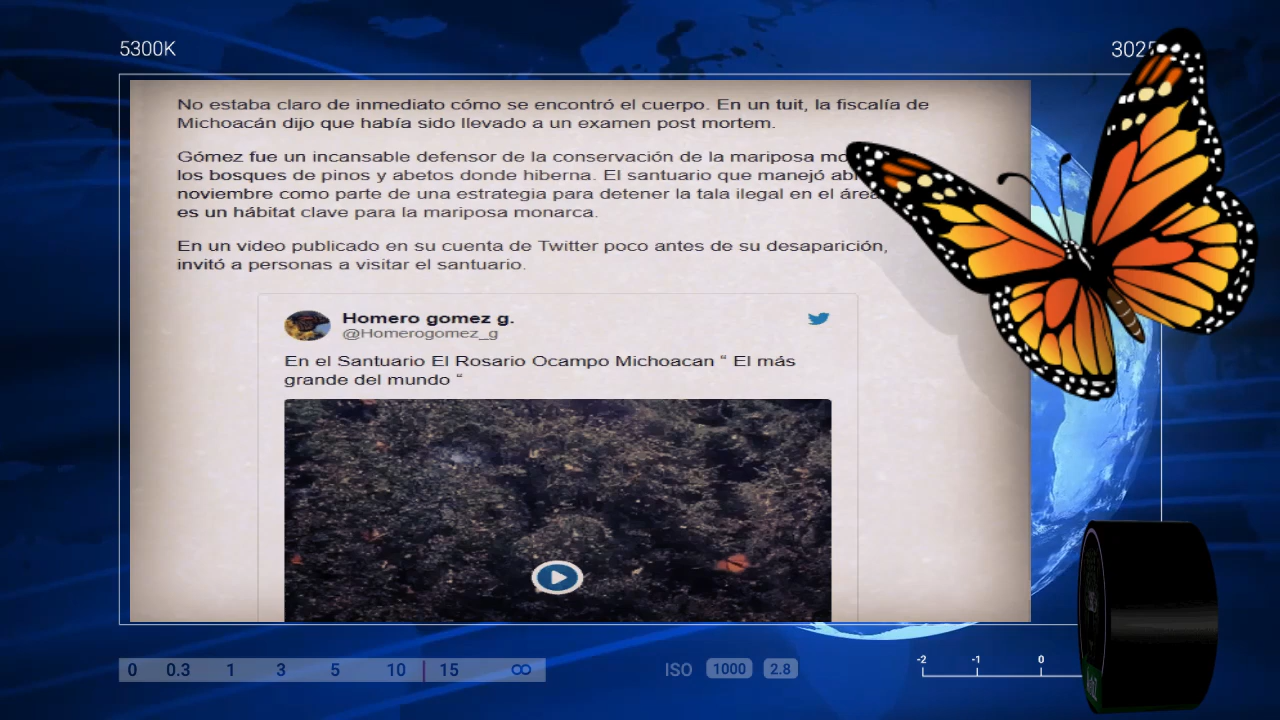 5300K
No estaba claro de inmediato cómo se encontró el cuerpo. En un tuit, la fiscalía de
Michoacán dijo que había sido llevado a un examen post mortem.
Gómez fue un incansable defensor de la conservación de la mariposa
los bosques de pinos y abetos donde hiberna. El santuario que manejó
noviembre como parte de una estrategia para detener la tala ilegal en el área
es un hábitat clave para la mariposa monarca.
En un video publicado en su cuenta de Twitter poco antes de su desaparición,
invitó a personas a visitar el santuario.
Homero gomez g.
@Homerogomez_g
En el Santuario El Rosario Ocampo Michoacan “ El más
grande del mundo “
0 0.3 1 3 5 10 15 ∞
ISO 1000 2.8
-2 -1 0